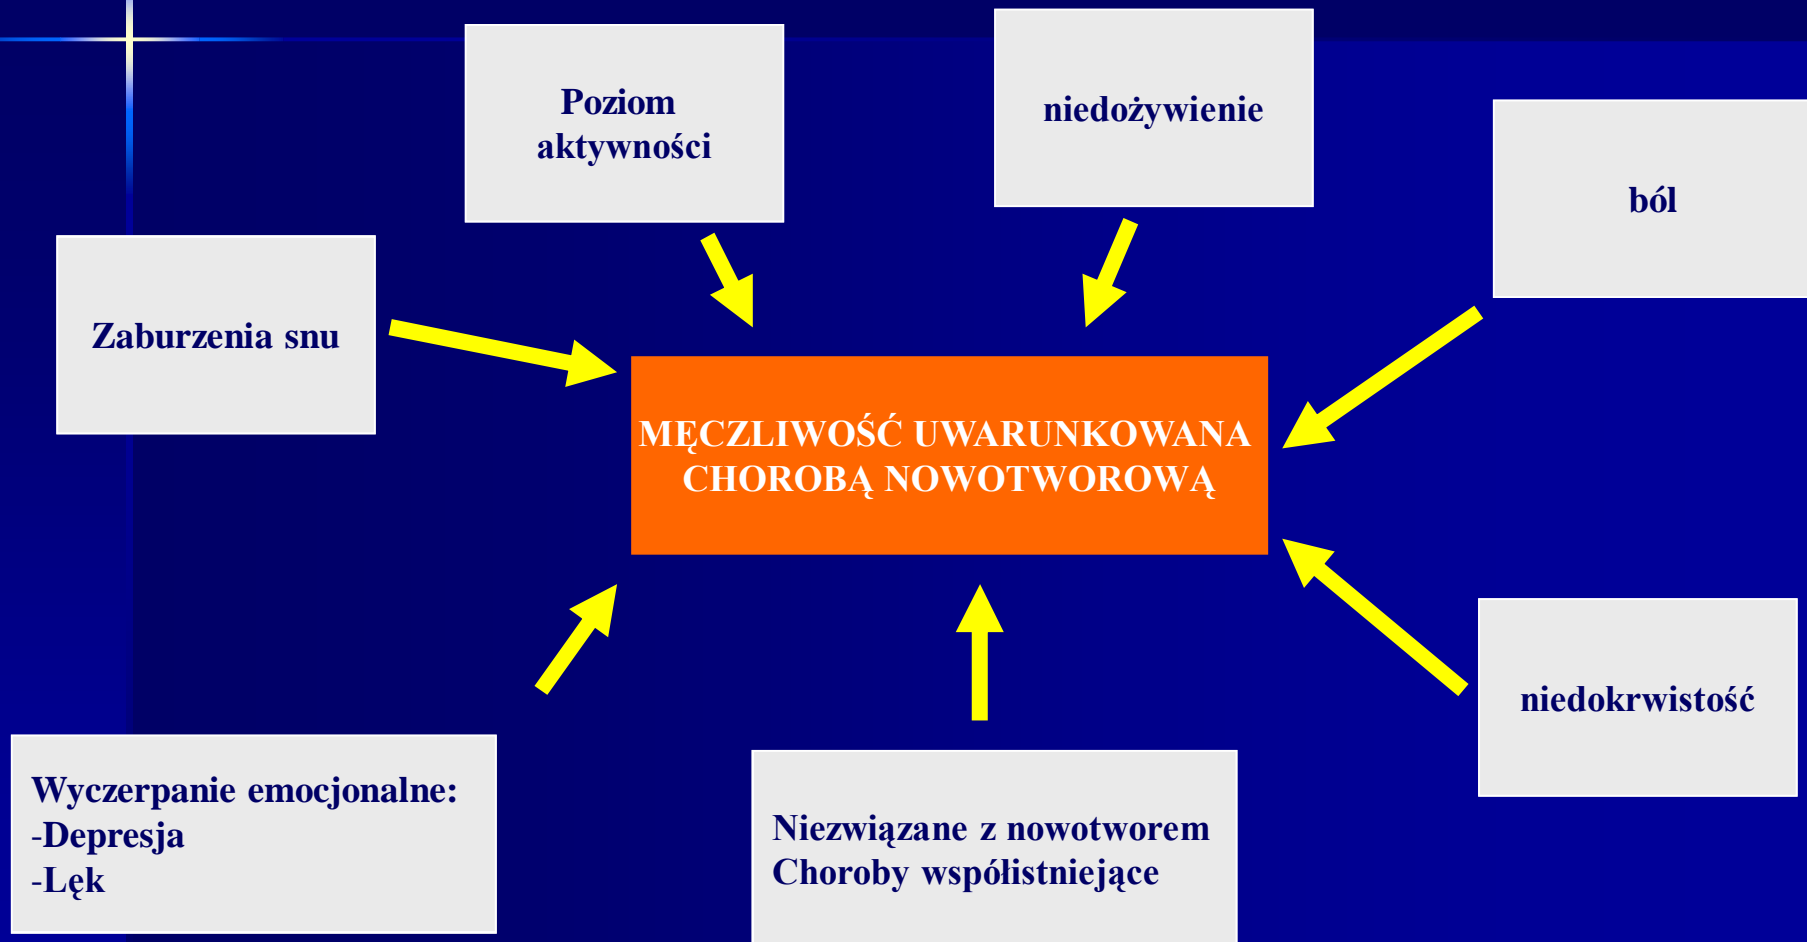 Poziom
aktywności
niedożywienie
ból
Zaburzenia snu
MĘCZLIWOŚĆ UWARUNKOWANA
CHOROBĄ NOWOTWOROWĄ
niedokrwistość
Wyczerpanie emocjonalne:
-Depresja
-Lęk
Niezwiązane z nowotworem
Choroby współistniejące